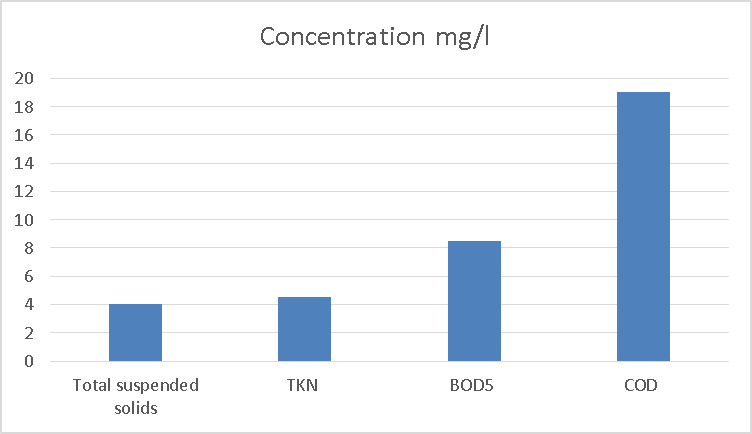 Concentration mg/l
20
18
16
14
12
10
8
6
4
2
0
Total suspended
solids
TKN
BOD5
COD